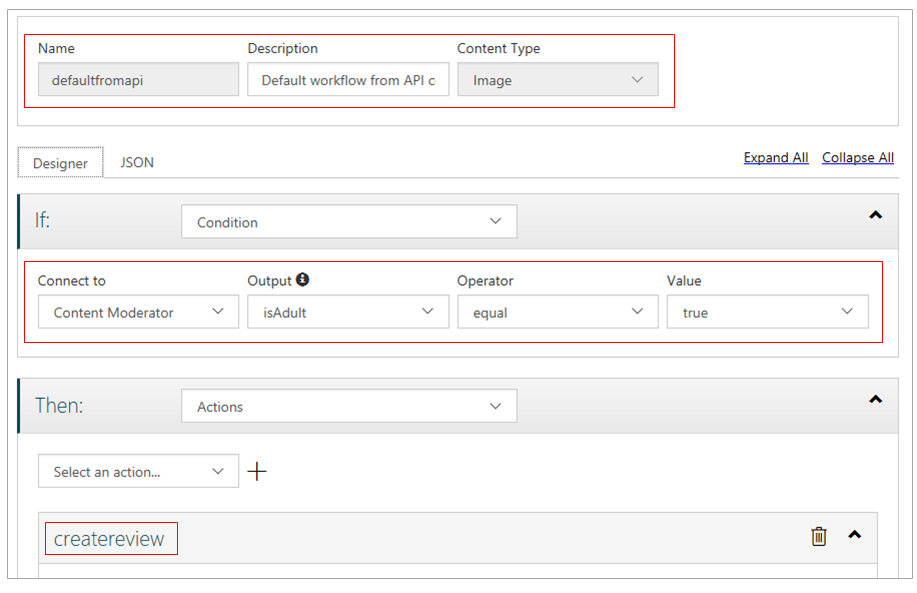 Name Description Content Type
defaultfromapi Default workflow from API o Image
Designer JSON Expand All Collapse All
If: Condition
Connect to Output Operator Value
Content Moderator isAdult equal true
Then: Actions
Select an action...
createreview